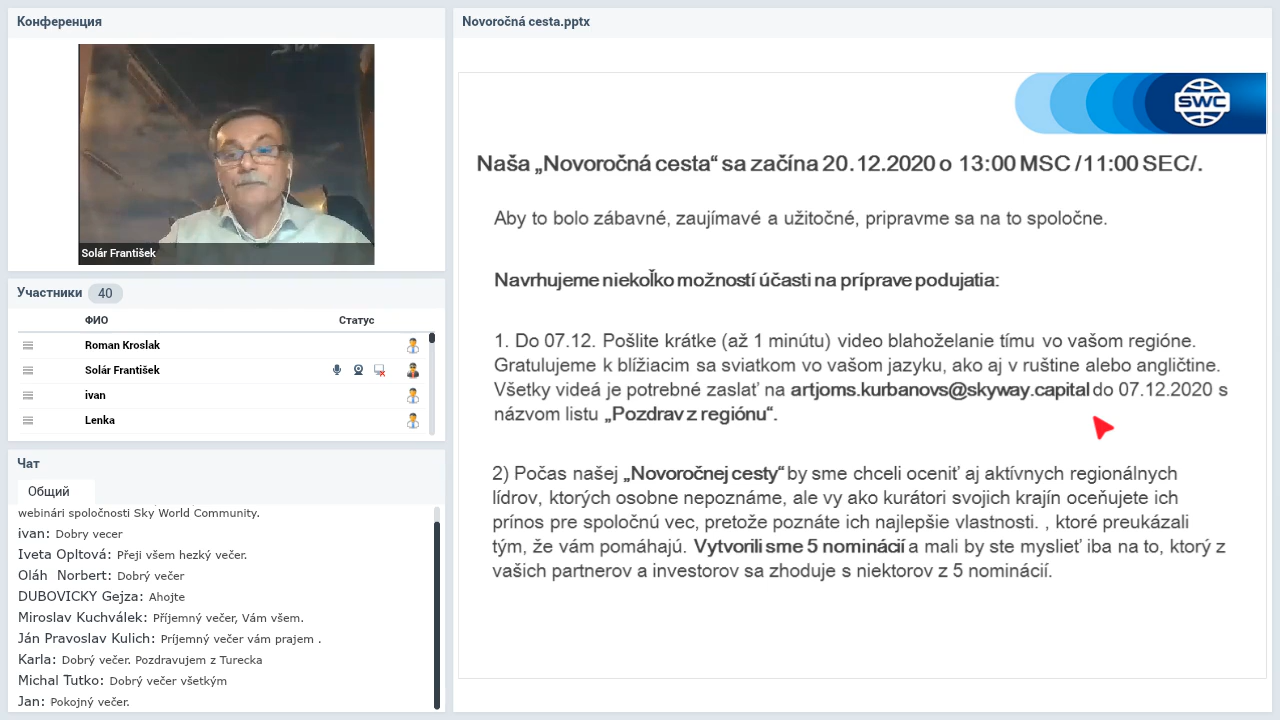 Конференция
Solár František
Участники 40
ФИО Статус
Roman Kroslak
Solár František
ivan
Lenka
Чат
Общий
webinári spoločnosti Sky World Community.
ivan: Dobry vecer
Iveta Opltová: Přeji všem hezký večer.
Oláh Norbert: Dobrý večer
DUBOVICKY Gejza: Ahojte
Miroslav Kuchválek: Příjemný večer, Vám všem.
Ján Pravoslav Kulich: Príjemný večer vám prajem .
Karla: Dobrý večer. Pozdravujem z Turecka
Michal Tutko: Dobrý večer všetkým
Jan: Pokojný večer.
Novoročná cesta.pptx
SWC
Naša „Novoročná cesta“ sa začína 20.12.2020 o 13:00 MSC /11:00 SEC/.
Aby to bolo zábavné, zaujímavé a užitočné, pripravme sa na to spoločne.
Navrhujeme niekoľko možností účasti na príprave podujatia:
1. Do 07.12. Pošlite krátke (až 1 minútu) video blahoželanie tímu vo vašom regióne.
Gratulujeme k blížiacim sa sviatkom vo vašom jazyku, ako aj v ruštine alebo angličtine.
Všetky videá je potrebné zaslať na artjoms.kurbanovs@skyway.capital do 07.12.2020 s
názvom listu „Pozdrav z regiónu“.
2) Počas našej „Novoročnej cesty“ by sme chceli oceniť aj aktívnych regionálnych
lídrov, ktorých osobne nepoznáme, ale vy ako kurátori svojich krajín oceňujete ich
prínos pre spoločnú vec, pretože poznáte ich najlepšie vlastnosti. , ktoré preukázali
tým, že vám pomáhajú. Vytvorili sme 5 nominácií a mali by ste myslieť iba na to, ktorý z
vašich partnerov a investorov sa zhoduje s niektorov z 5 nominácií.